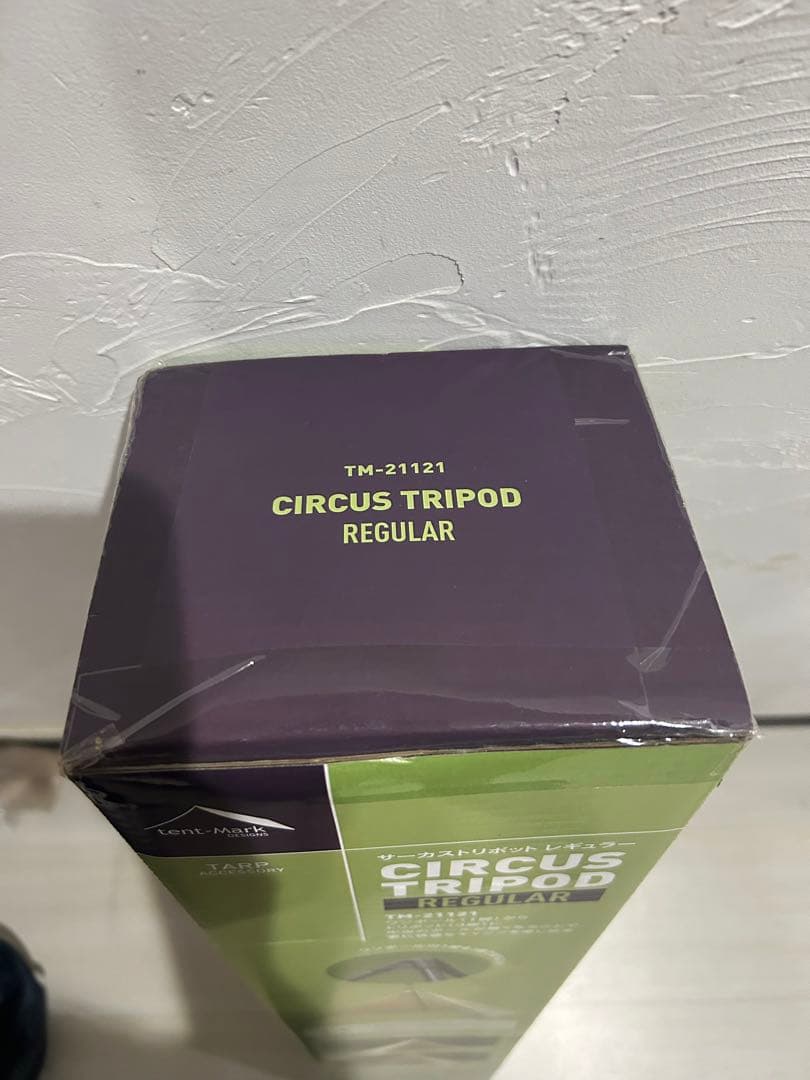 TM-21121
CIRCUS TRIPOD
REGULAR
tent-Mark
DESIGNS
TARP
ACCESSORY
サーカストリポット レギュラー
CIRCUS
TRIPOD
REGULAR
TM-21121